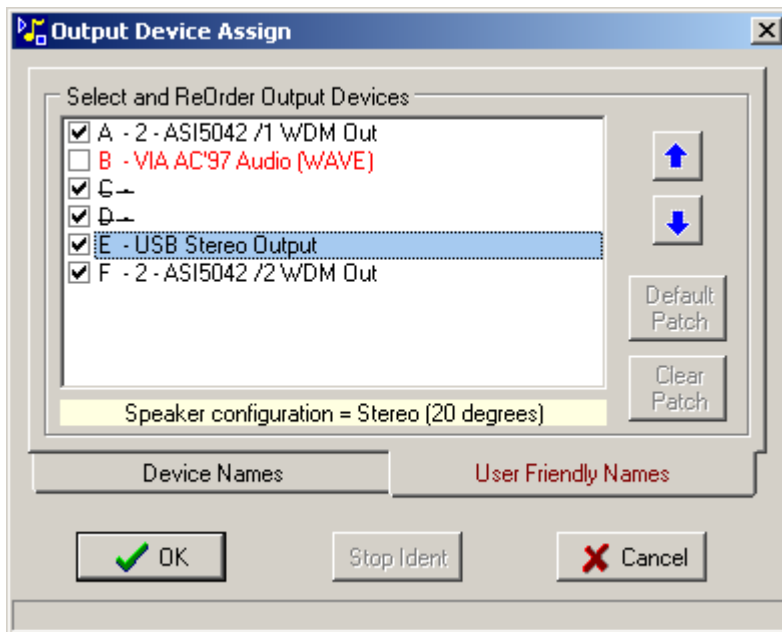 Output Device Assign
Select and ReOrder Output Devices
A - 2 - ASI5042 /1 WDM Out
B - VIA AC'97 Audio (WAVE)
C -
D -
E - USB Stereo Output
F - 2 - ASI5042 /2 WDM Out
Default
Patch
Clear
Patch
Speaker configuration = Stereo (20 degrees)
Device Names
User Friendly Names
OK
Stop Ident
Cancel